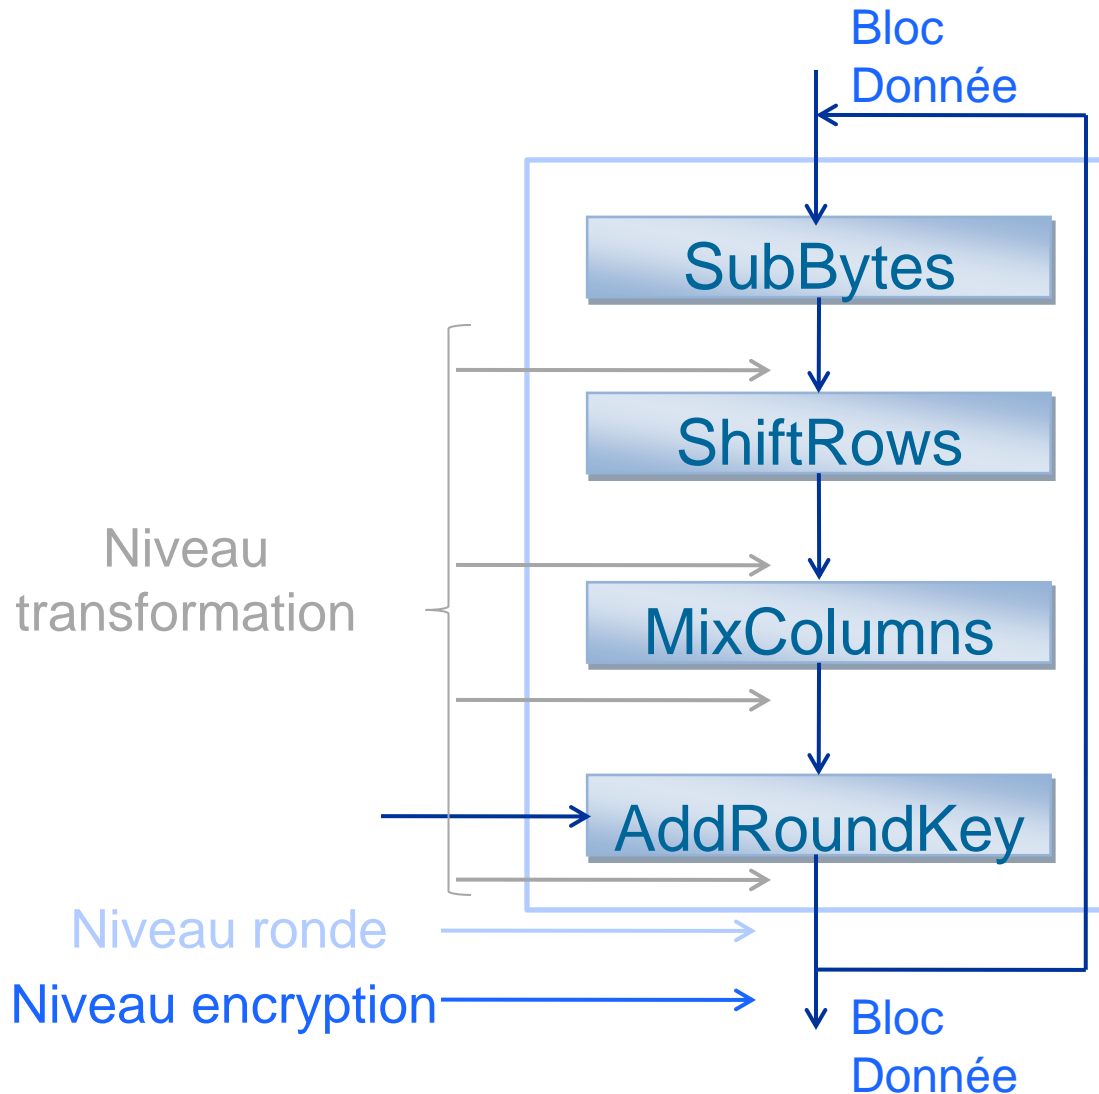 Bloc
Donnée
SubBytes
ShiftRows
Niveau
transformation
MixColumns
AddRoundKey
Niveau ronde
Niveau encryption
Bloc
Donnée